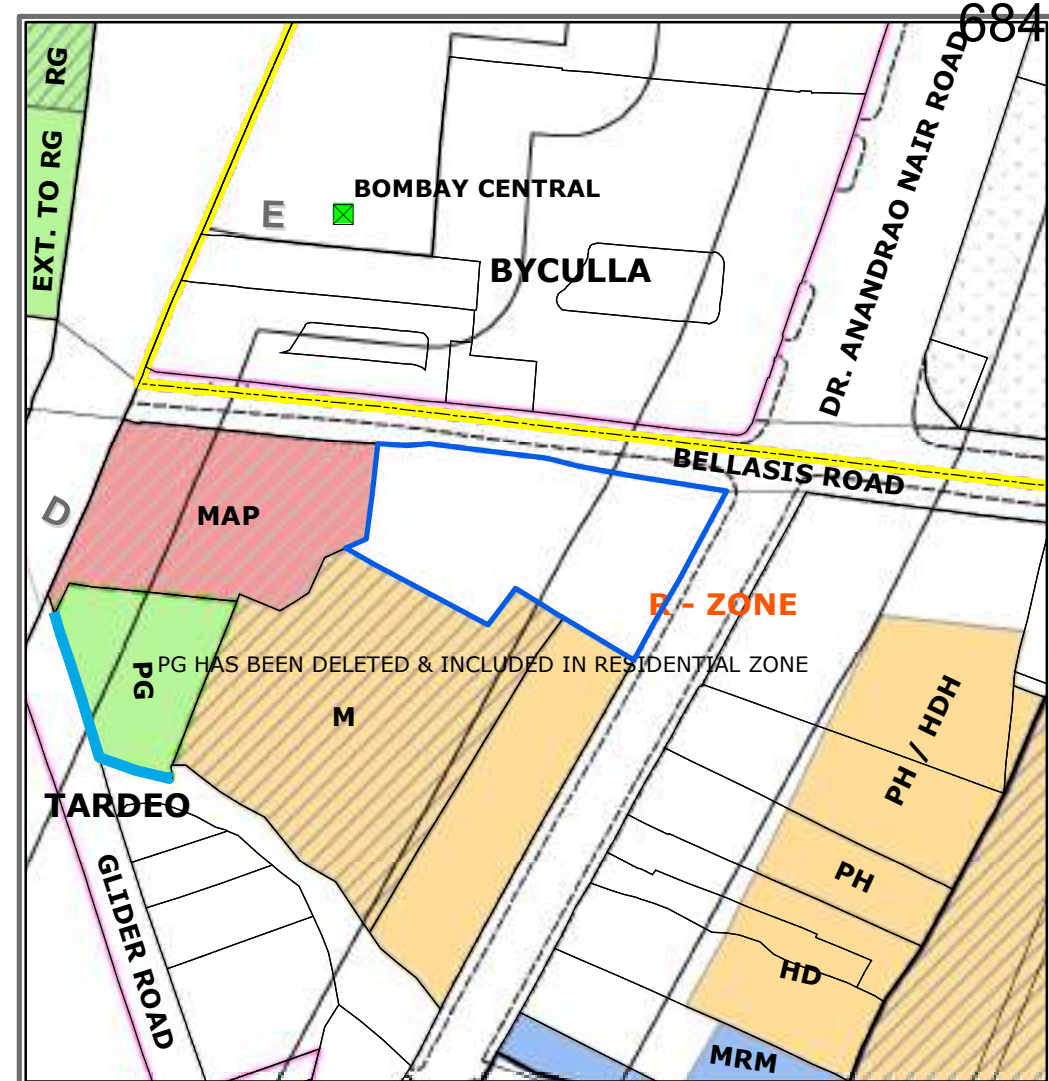 684
RG
EXT. TO RG
E
BOMBAY CENTRAL
BYCULLA
DR. ANANDRAO NAIR ROAD
BELLASIS ROAD
D
MAP
R - ZONE
PG
PG HAS BEEN DELETED & INCLUDED IN RESIDENTIAL ZONE
M
PH / HDH
TARDEO
GLIDER ROAD
PH
HD
MRM